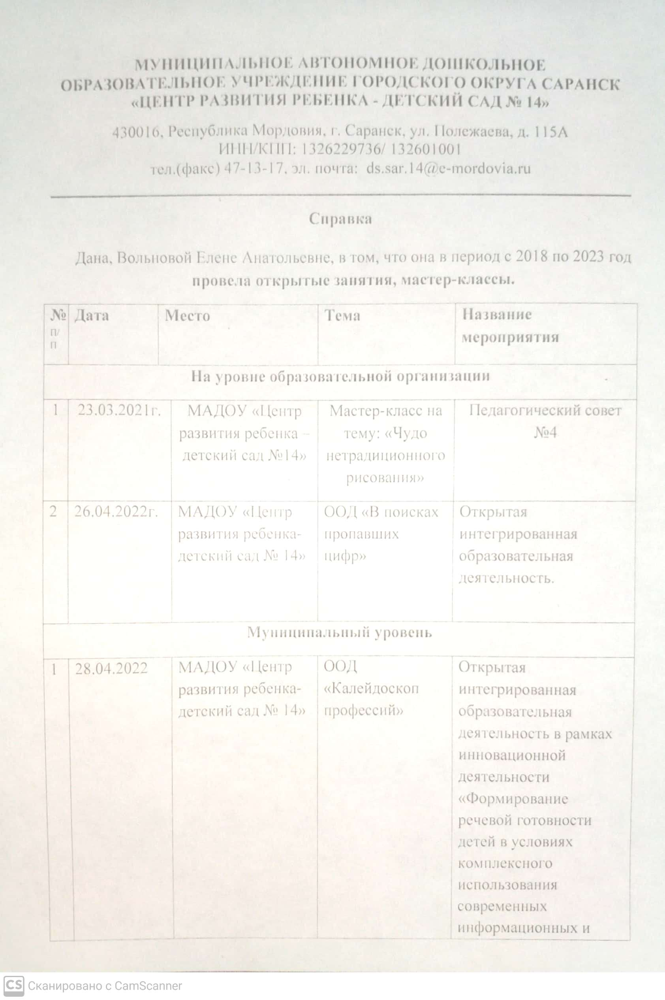 МУНИЦИПАЛЬНОЕ АВТОНОМНОЕ ДОШКОЛЬНОЕ
ОБРАЗОВАТЕЛЬНОЕ УЧРЕЖДЕНИЕ ГОРОДСКОГО ОКРУГА САРАНСК
«ЦЕНТР РАЗВИТИЯ РЕБЕНКА - ДЕТСКИЙ САД № 14»
430016, Республика Мордовия, г. Саранск, ул. Полежаева, д. 115А
ИНН/КПП: 1326229736/ 132601001
тел.(факс) 47-13-17, эл. почта: ds.sar.14@e-mordovia.ru
Справка
Дана, Вольновой Елене Анатольевне, в том, что она в период с 2018 по 2023 год
провела открытые занятия, мастер-классы.
№
п/
п
Дата
Место
Тема
Название
мероприятия
На уровне образовательной организации
1
23.03.2021г.
МАДОУ «Центр
развития ребенка –
детский сад №14»
Мастер-класс на
тему: «Чудо
нетрадиционного
рисования»
Педагогический совет
№4
2
26.04.2022г.
МАДОУ «Центр
развития ребенка-
детский сад № 14»
ООД «В поисках
пропавших
цифр»
Открытая
интегрированная
образовательная
деятельность.
Муниципальный уровень
1
28.04.2022
МАДОУ «Центр
развития ребенка-
детский сад № 14»
ООД
«Калейдоскоп
профессий»
Открытая
интегрированная
образовательная
деятельность в рамках
инновационной
деятельности
«Формирование
речевой готовности
детей в условиях
комплексного
использования
современных
информационных и
CS Сканировано с CamScanner